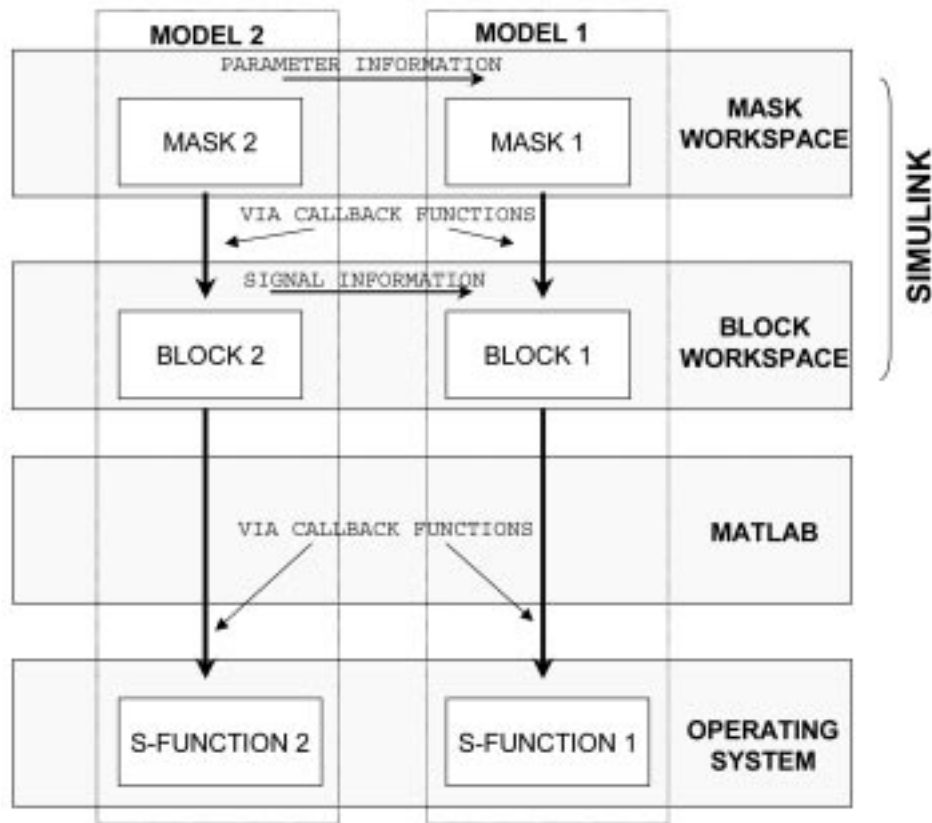 MODEL 2
MODEL 1
PARAMETER INFORMATION
MASK 2
MASK 1
MASK
WORKSPACE
VIA CALLBACK FUNCTIONS
SIMULINK
SIGNAL INFORMATION
BLOCK 2
BLOCK 1
BLOCK
WORKSPACE
VIA CALLBACK FUNCTIONS
MATLAB
S-FUNCTION 2
S-FUNCTION 1
OPERATING
SYSTEM